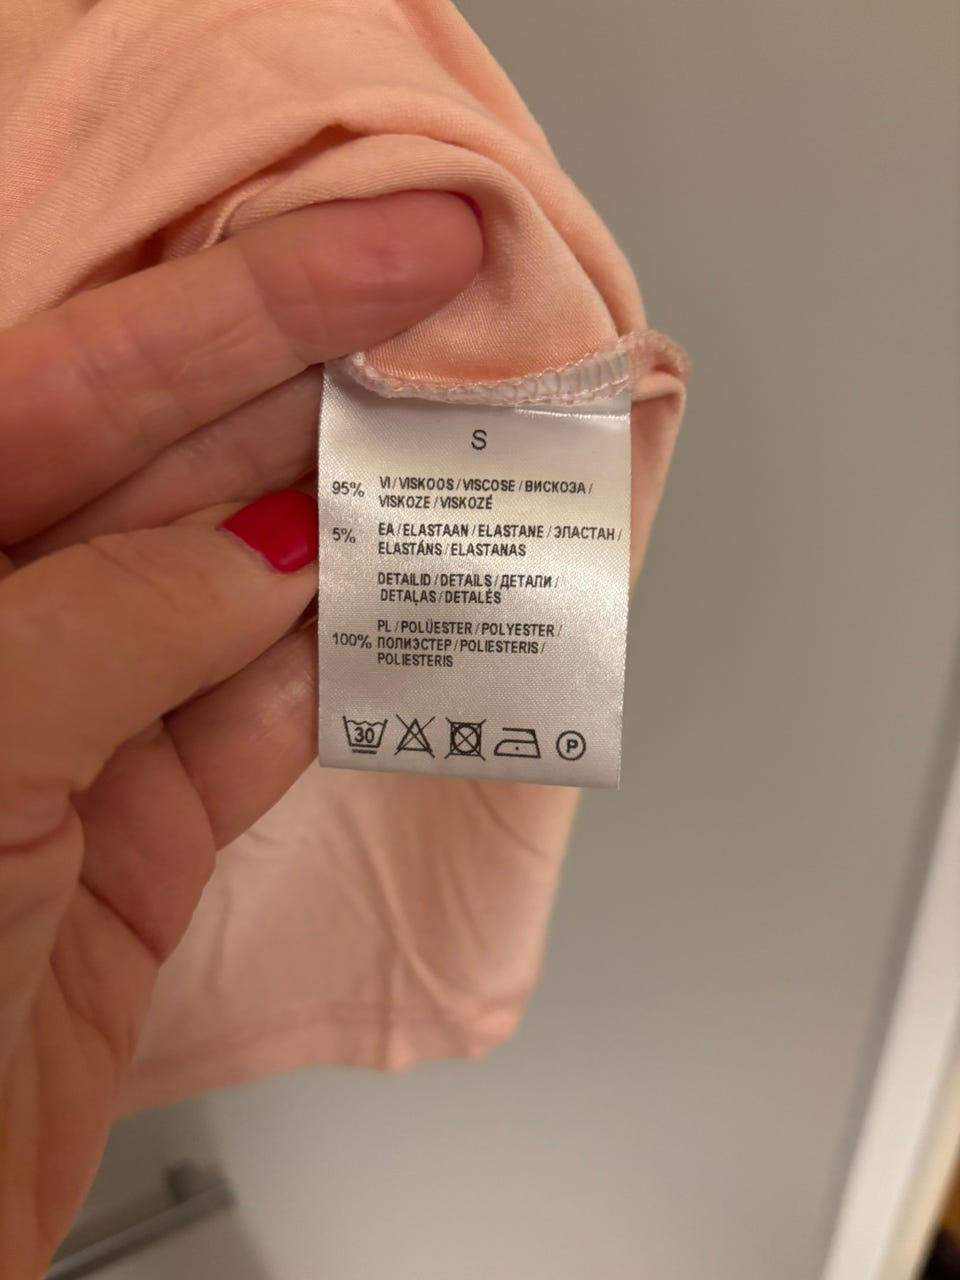 S
95% VI / VISKOOS / VISCOSE / ВИСКОЗА /
VISKOZE / VISKOZĖ
5% EA / ELASTAAN / ELASTANE / ЭЛАСТАН /
ELASTĀNS / ELASTANAS
DETAILID / DETAILS / ДЕТАЛИ /
DETAĻAS / DETALĖS
PL / POLÜESTER / POLYESTER /
100% ПОЛИЭСТЕР / POLIESTERIS /
POLIESTERIS
30 P